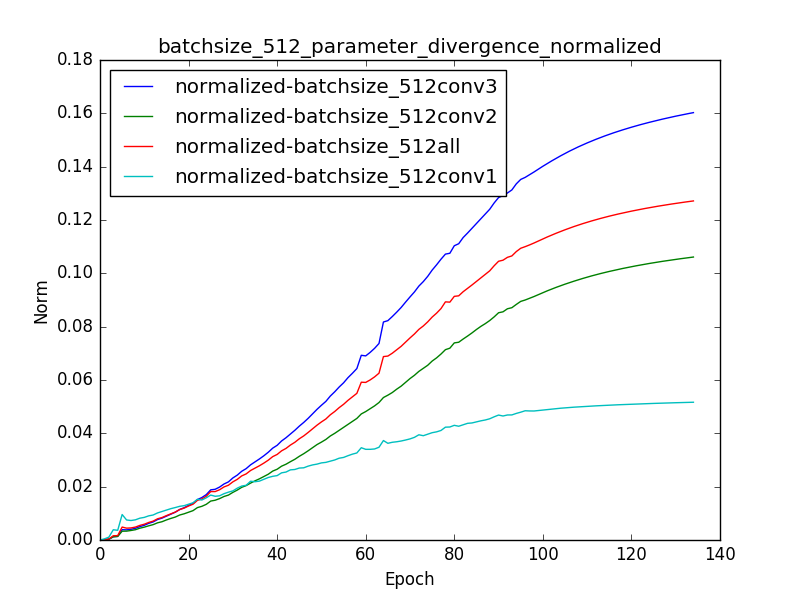 batchsize_512_parameter_divergence_normalized
0.18
0.16
0.14
0.12
0.10
0.08
0.06
0.04
0.02
0.00
Norm
normalized-batchsize_512conv3
normalized-batchsize_512conv2
normalized-batchsize_512all
normalized-batchsize_512conv1
0 20 40 60 80 100 120 140
Epoch